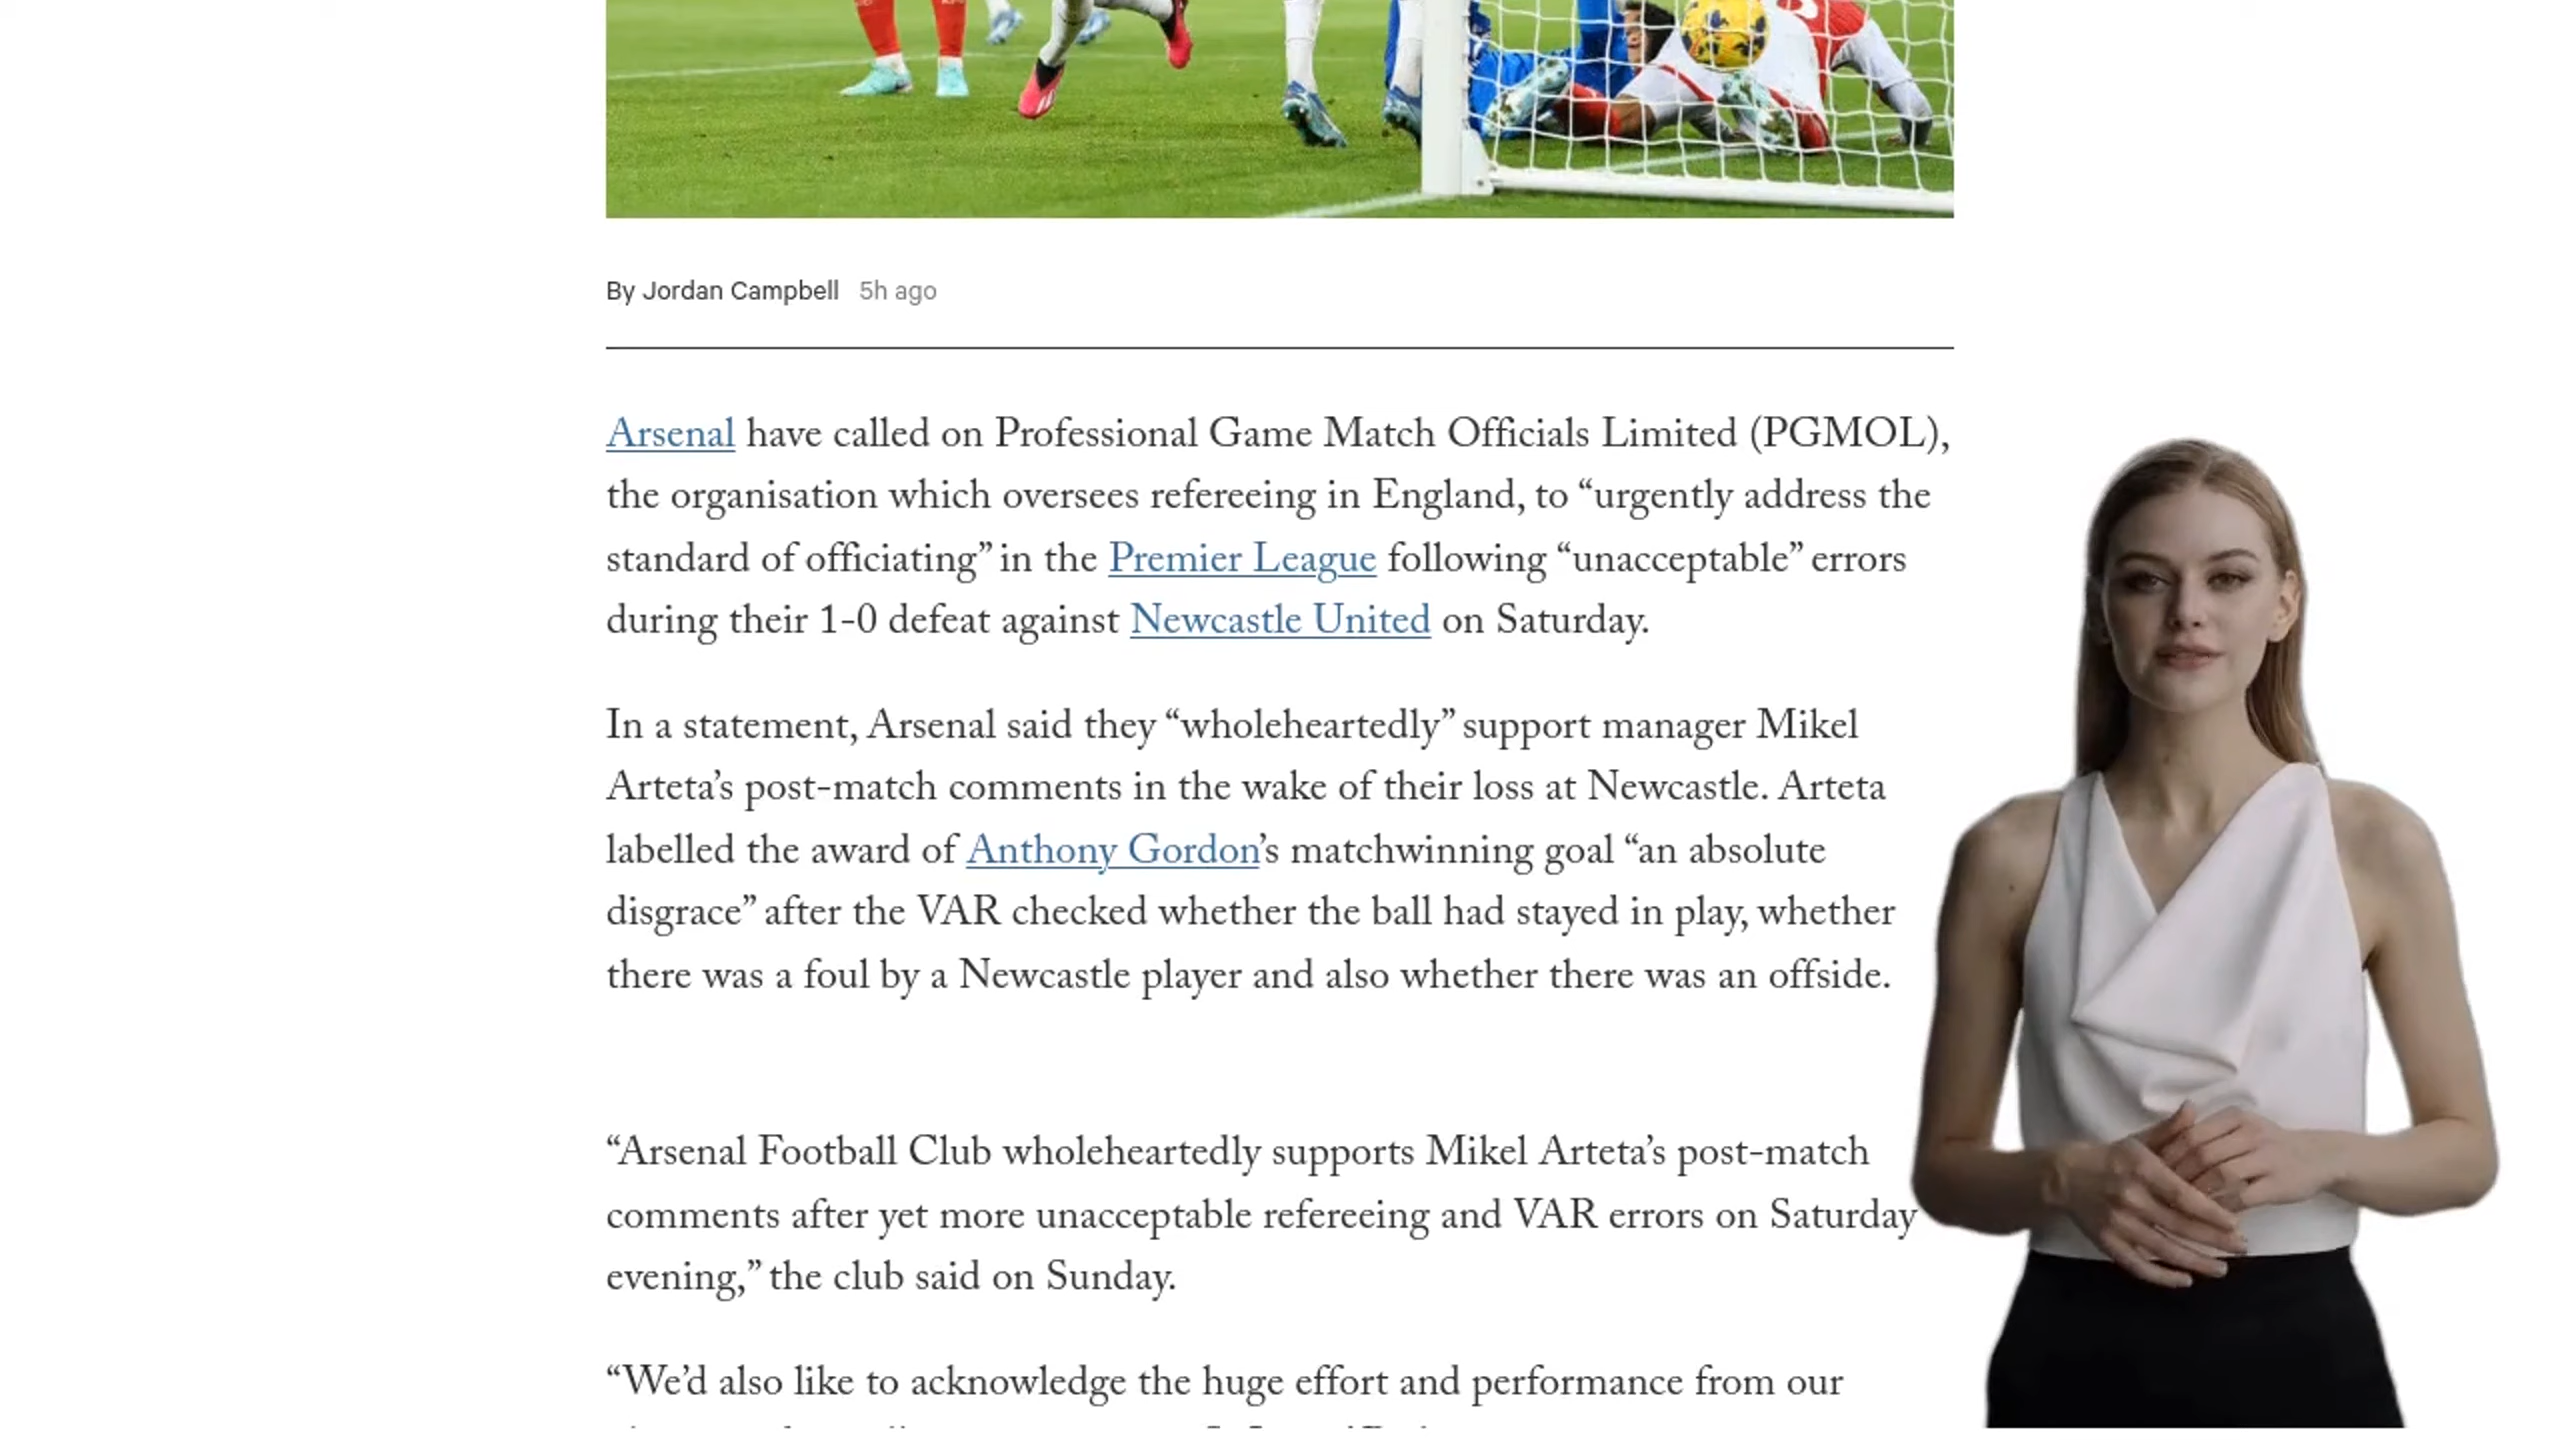 By Jordan Campbell 5h ago
Arsenal have called on Professional Game Match Officials Limited (PGMOL),
the organisation which oversees refereeing in England, to “urgently address the
standard of officiating” in the Premier League following “unacceptable” errors
during their 1-0 defeat against Newcastle United on Saturday.
In a statement, Arsenal said they “wholeheartedly” support manager Mikel
Arteta’s post-match comments in the wake of their loss at Newcastle. Arteta
labelled the award of Anthony Gordon’s matchwinning goal “an absolute
disgrace” after the VAR checked whether the ball had stayed in play, whether
there was a foul by a Newcastle player and also whether there was an offside.
“Arsenal Football Club wholeheartedly supports Mikel Arteta’s post-match
comments after yet more unacceptable refereeing and VAR errors on Saturday
evening,” the club said on Sunday.
“We’d also like to acknowledge the huge effort and performance from our